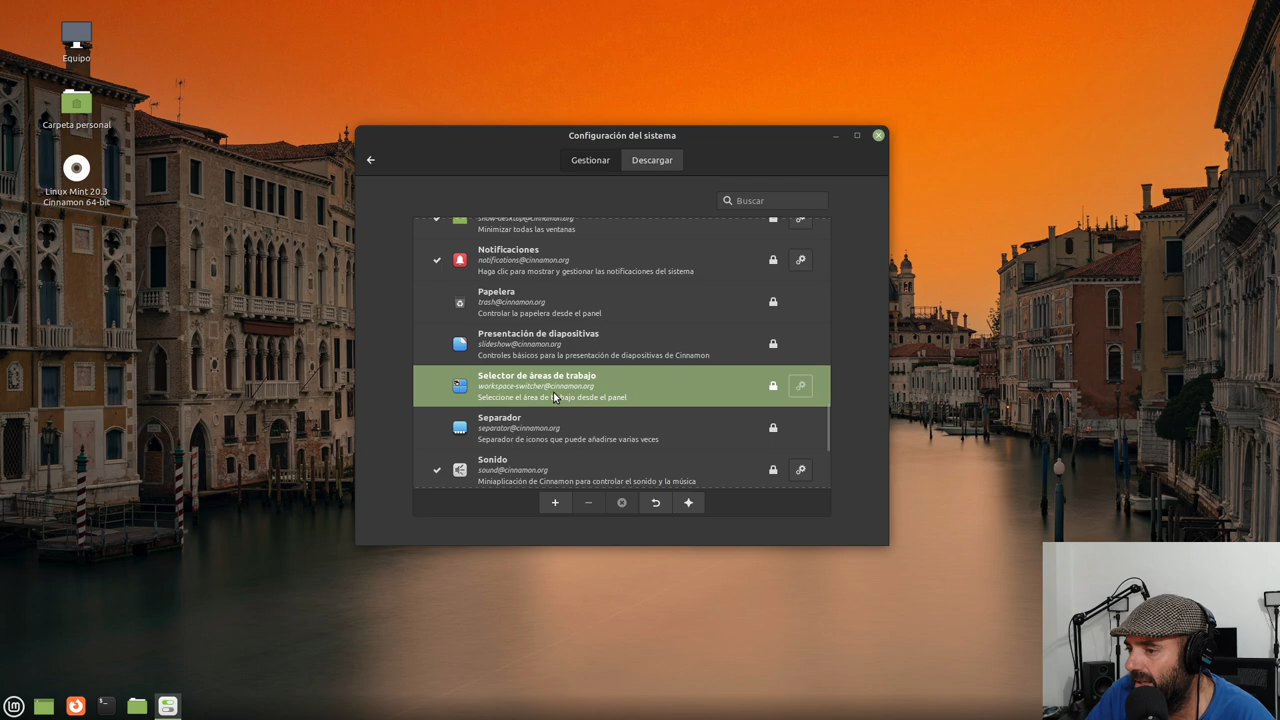 Equipo
Carpeta personal
Linux Mint 20.3
Cinnamon 64-bit
Configuración del sistema
Gestionar
Descargar
Buscar
show-desktop@cinnamon.org
Minimizar todas las ventanas
Notificaciones
notifications@cinnamon.org
Haga clic para mostrar y gestionar las notificaciones del sistema
Papelera
trash@cinnamon.org
Controlar la papelera desde el panel
Presentación de diapositivas
slideshow@cinnamon.org
Controles básicos para la presentación de diapositivas de Cinnamon
Selector de áreas de trabajo
workspace-switcher@cinnamon.org
Seleccione el área de trabajo desde el panel
Separador
separator@cinnamon.org
Separador de iconos que puede añadirse varias veces
Sonido
sound@cinnamon.org
Miniaplicación de Cinnamon para controlar el sonido y la música